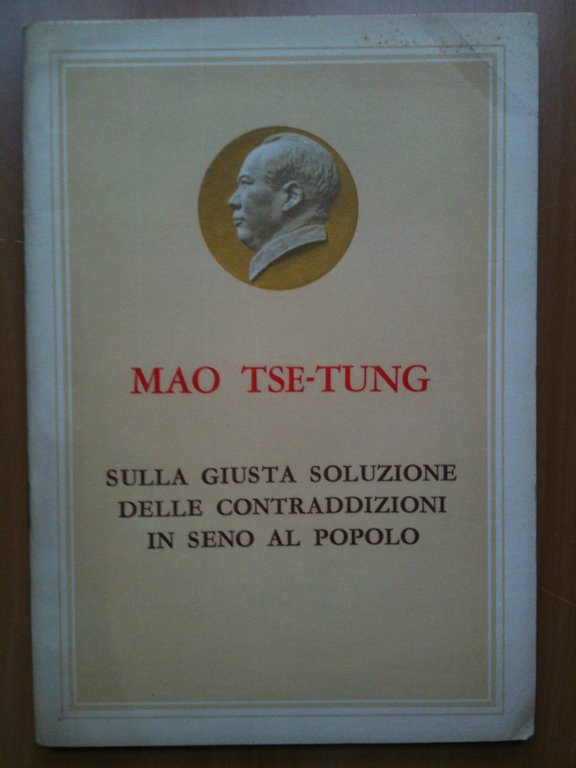 MAO TSE-TUNG
SULLA GIUSTA SOLUZIONE
DELLE CONTRADDIZIONI
IN SENO AL POPOLO